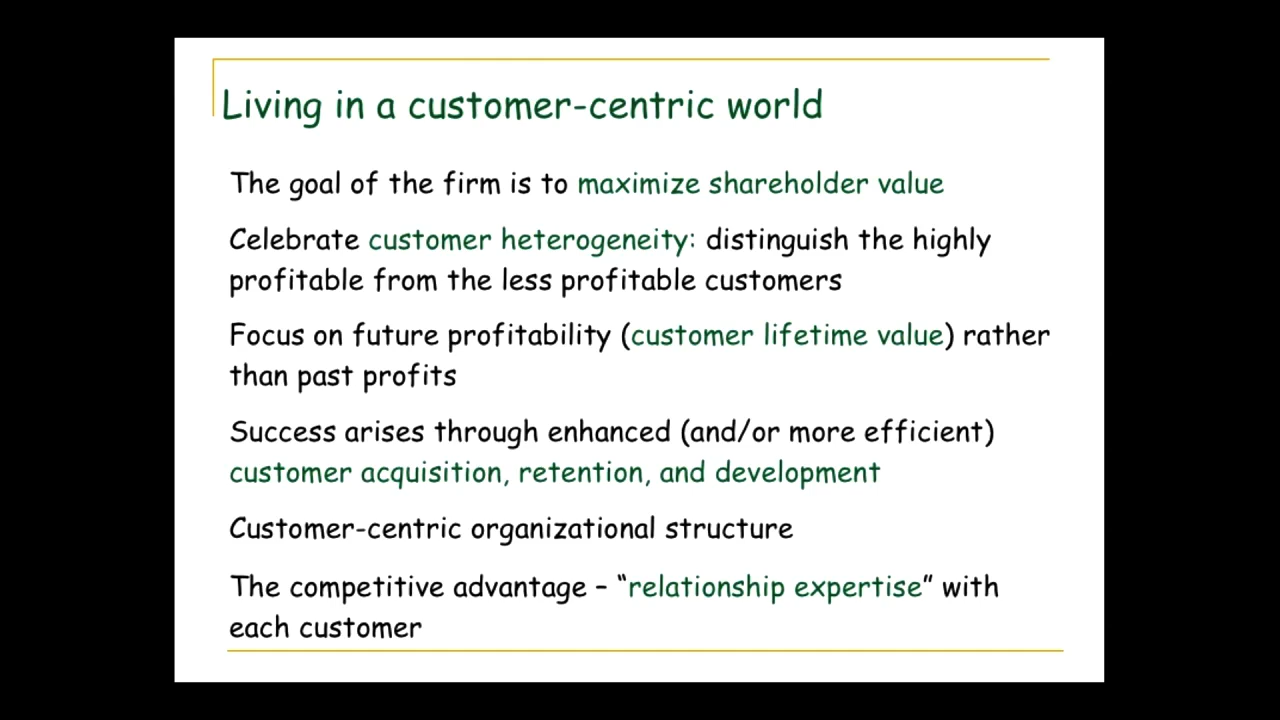 Living in a customer-centric world
The goal of the firm is to maximize shareholder value
Celebrate customer heterogeneity: distinguish the highly
profitable from the less profitable customers
Focus on future profitability (customer lifetime value) rather
than past profits
Success arises through enhanced (and/or more efficient)
customer acquisition, retention, and development
Customer-centric organizational structure
The competitive advantage – “relationship expertise” with
each customer